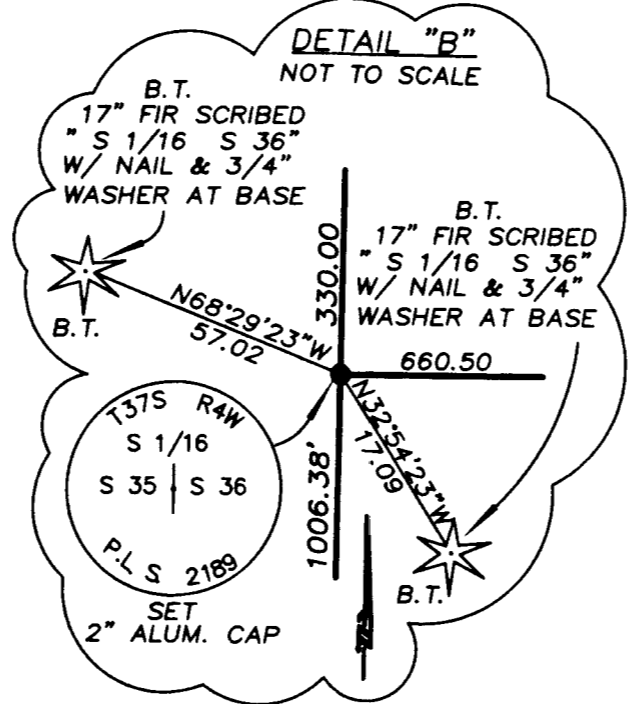 DETAIL "B"
NOT TO SCALE
B.T.
17" FIR SCRIBED
" S 1/16 S 36"
W/ NAIL & 3/4"
WASHER AT BASE
B.T.
17" FIR SCRIBED
" S 1/16 S 36"
W/ NAIL & 3/4"
WASHER AT BASE
B.T.
N68°29'23"W
57.02
330.00
660.50
N32°54'23"W
17.09
1006.38'
B.T.
T37S R4W
S 1/16
S 35 S 36
P.L.S. 2189
SET
2" ALUM. CAP